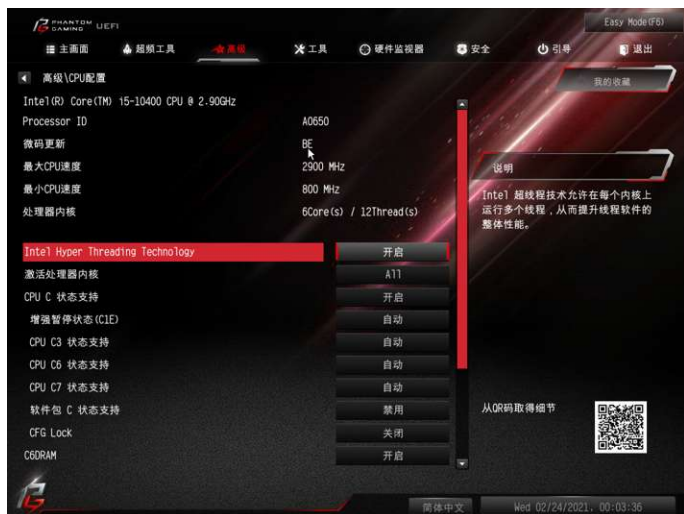 PHANTOM GAMING UEFI
Easy Mode(F6)
主画面 超频工具 高级 工具 硬件监视器 安全 引导 退出
高级\CPU配置
我的收藏
Intel(R) Core(TM) i5-10400 CPU @ 2.90GHz
Processor ID A0650
微码更新 BE
最大CPU速度 2900 MHz
最小CPU速度 800 MHz
处理器内核 6Core(s) / 12Thread(s)
Intel Hyper Threading Technology 开启
激活处理器内核 All
CPU C 状态支持 开启
增强暂停状态(C1E) 自动
CPU C3 状态支持 自动
CPU C6 状态支持 自动
CPU C7 状态支持 自动
软件包 C 状态支持 禁用
CFG Lock 关闭
C6DRAM 开启
说明
Intel 超线程技术允许在每个内核上
运行多个线程，从而提升线程软件的
整体性能。
从QR码取得细节
简体中文
Wed 02/24/2021, 00:03:36